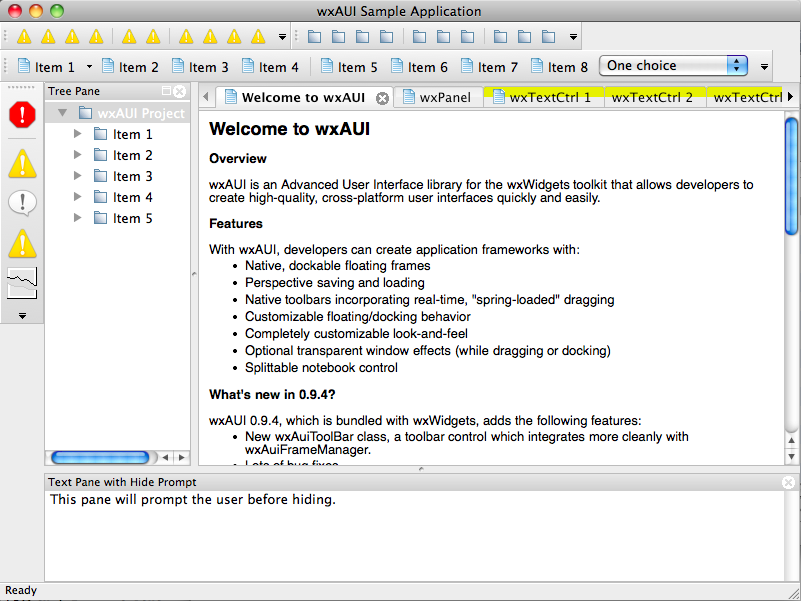 wxAUI Sample Application
Item 1 Item 2 Item 3 Item 4 Item 5 Item 6 Item 7 Item 8 One choice
Tree Pane
wxAUI Project
Item 1
Item 2
Item 3
Item 4
Item 5
Welcome to wxAUI wxPanel wxTextCtrl 1 wxTextCtrl 2 wxTextCtrl
Welcome to wxAUI
Overview
wxAUI is an Advanced User Interface library for the wxWidgets toolkit that allows developers to
create high-quality, cross-platform user interfaces quickly and easily.
Features
With wxAUI, developers can create application frameworks with:
• Native, dockable floating frames
• Perspective saving and loading
• Native toolbars incorporating real-time, "spring-loaded" dragging
• Customizable floating/docking behavior
• Completely customizable look-and-feel
• Optional transparent window effects (while dragging or docking)
• Splittable notebook control
What's new in 0.9.4?
wxAUI 0.9.4, which is bundled with wxWidgets, adds the following features:
• New wxAuiToolBar class, a toolbar control which integrates more cleanly with
wxAuiFrameManager.
• Lots of bug fixes
Text Pane with Hide Prompt
This pane will prompt the user before hiding.
Ready